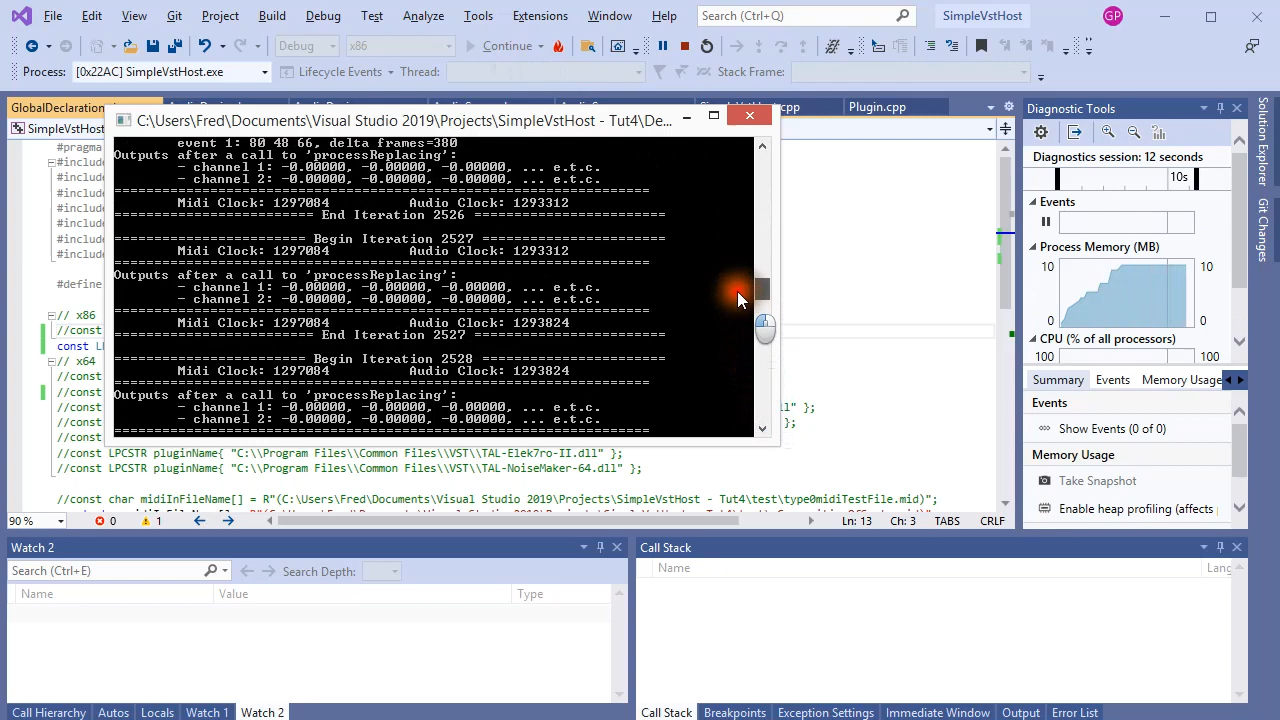 File Edit View Git Project Build Debug Test Analyze Tools Extensions Window Help Search (Ctrl+Q) SimpleVstHost GP
Debug x86 Continue
Process: SimpleVstHost.exe Lifecycle Events Thread: Stack Frame:
GlobalDeclaration Plugin.cpp
SimpleVstHos
C:\Users\Fred\Documents\Visual Studio 2019\Projects\SimpleVstHost - Tut4\De...
pragma
#include
#include
#include
#include
#include
#include
#include
#define
Outputs after a call to 'processReplacing':
- channel 1: -0.00000, -0.00000, -0.00000, ... e.t.c.
- channel 2: -0.00000, -0.00000, -0.00000, ... e.t.c.
Midi Clock: 1297084 Audio Clock: 1293312
End Iteration 2526
Begin Iteration 2527
Midi Clock: 1297084 Audio Clock: 1293312
Outputs after a call to 'processReplacing':
- channel 1: -0.00000, -0.00000, -0.00000, ... e.t.c.
- channel 2: -0.00000, -0.00000, -0.00000, ... e.t.c.
Midi Clock: 1297084 Audio Clock: 1293824
End Iteration 2527
Begin Iteration 2528
Midi Clock: 1297084 Audio Clock: 1293824
Outputs after a call to 'processReplacing':
- channel 1: -0.00000, -0.00000, -0.00000, ... e.t.c.
- channel 2: -0.00000, -0.00000, -0.00000, ... e.t.c.
// x86
//const
const L
// x64
//const
//const
//const
//const
//const LPCSTR pluginName{ "C:\\Program Files\\Common Files\\VST\\TAL-Elek7ro-II.dll" };
//const LPCSTR pluginName{ "C:\\Program Files\\Common Files\\VST\\TAL-NoiseMaker-64.dll" };
//const char midiInFileName[] = R"(C:\Users\Fred\Documents\Visual Studio 2019\Projects\SimpleVstHost - Tut4\test\type0midiTestFile.mid)";
90% 0 Ln: 13 Ch: 3 TABS CRLF
Diagnostic Tools
Diagnostics session: 12 seconds
10s
Events
Process Memory (MB)
10 10
0 0
CPU (% of all processors)
100 100
Summary Events Memory Usage
Events
Show Events (0 of 0)
Memory Usage
Take Snapshot
Enable heap profiling (affects
Solution Explorer
Git Changes
Watch 2
Search (Ctrl+E) Search Depth:
Name Value Type
Call Hierarchy Autos Locals Watch 1 Watch 2
Call Stack
Name Lang
Call Stack Breakpoints Exception Settings Command Window Immediate Window Output Error List